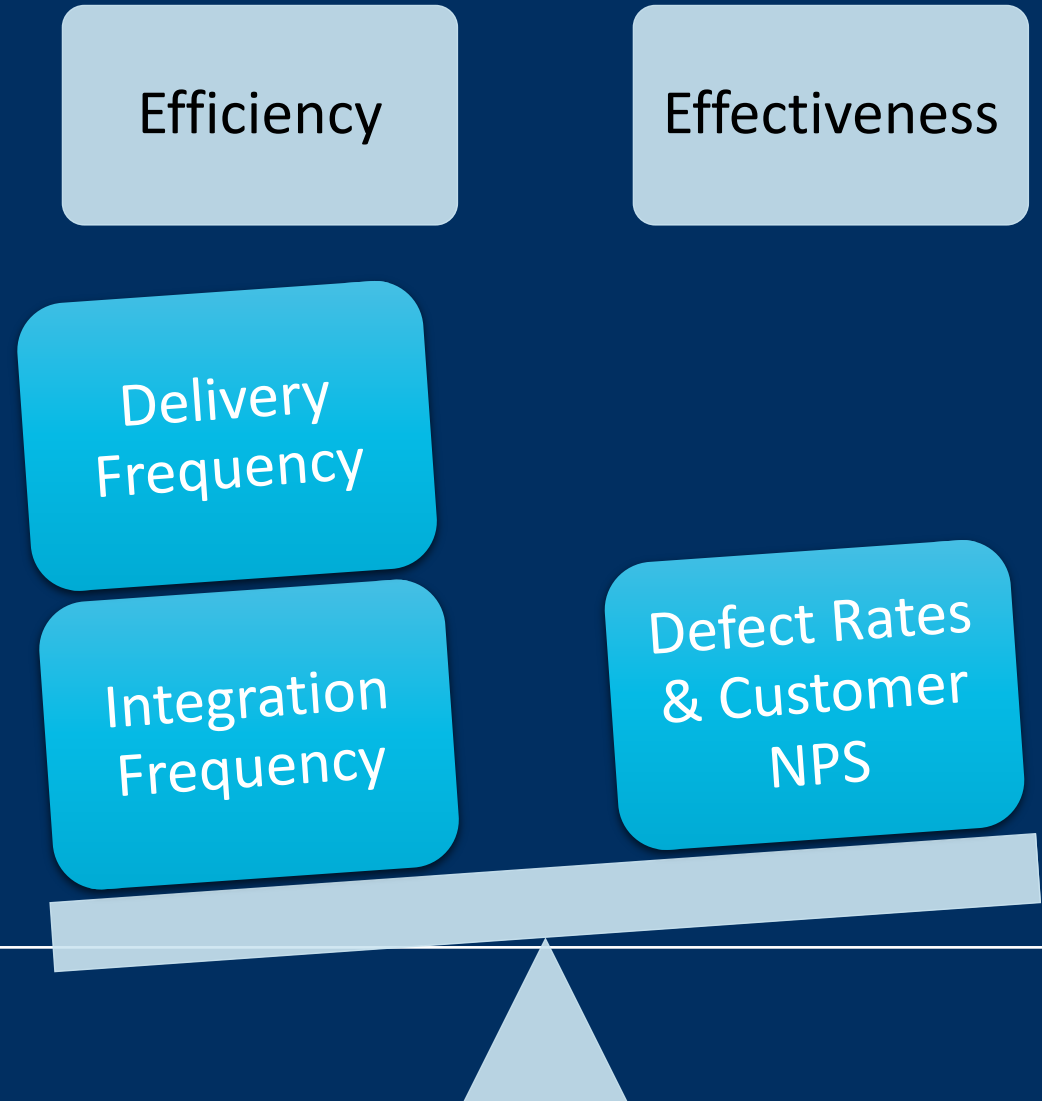 Efficiency
Effectiveness
Delivery
Frequency
Integration
Frequency
Defect Rates
& Customer
NPS